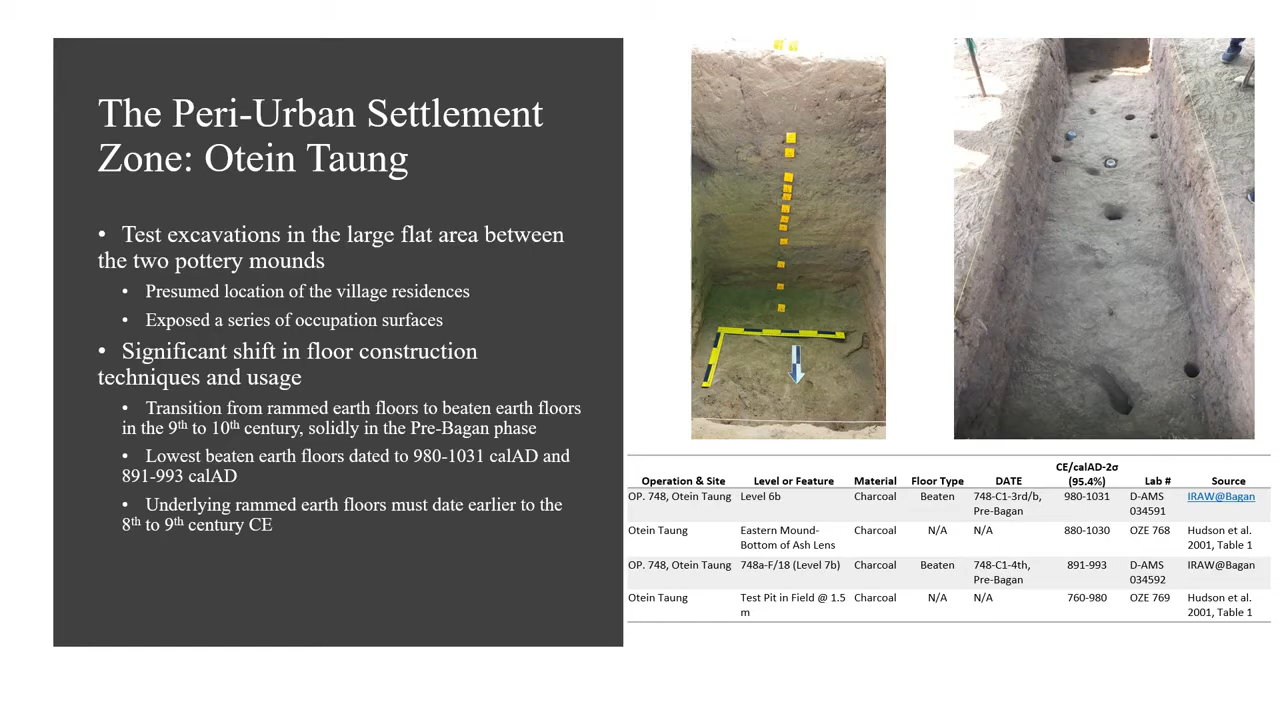 The Peri-Urban Settlement
Zone: Otein Taung
• Test excavations in the large flat area between
the two pottery mounds
• Presumed location of the village residences
• Exposed a series of occupation surfaces
• Significant shift in floor construction
techniques and usage
• Transition from rammed earth floors to beaten earth floors
in the 9th to 10th century, solidly in the Pre-Bagan phase
• Lowest beaten earth floors dated to 980-1031 calAD and
891-993 calAD
• Underlying rammed earth floors must date earlier to the
8th to 9th century CE
CE/calAD-2σ
Operation & Site Level or Feature Material Floor Type DATE (95.4%) Lab # Source
OP. 748, Otein Taung Level 6b Charcoal Beaten 748-C1-3rd/b, 980-1031 D-AMS IRAW@Bagan
Pre-Bagan 034591
Otein Taung Eastern Mound- Charcoal N/A N/A 880-1030 OZE 768 Hudson et al.
Bottom of Ash Lens 2001, Table 1
OP. 748, Otein Taung 748a-F/18 (Level 7b) Charcoal Beaten 748-C1-4th, 891-993 D-AMS IRAW@Bagan
Pre-Bagan 034592
Otein Taung Test Pit in Field @ 1.5 Charcoal N/A N/A 760-980 OZE 769 Hudson et al.
m 2001, Table 1